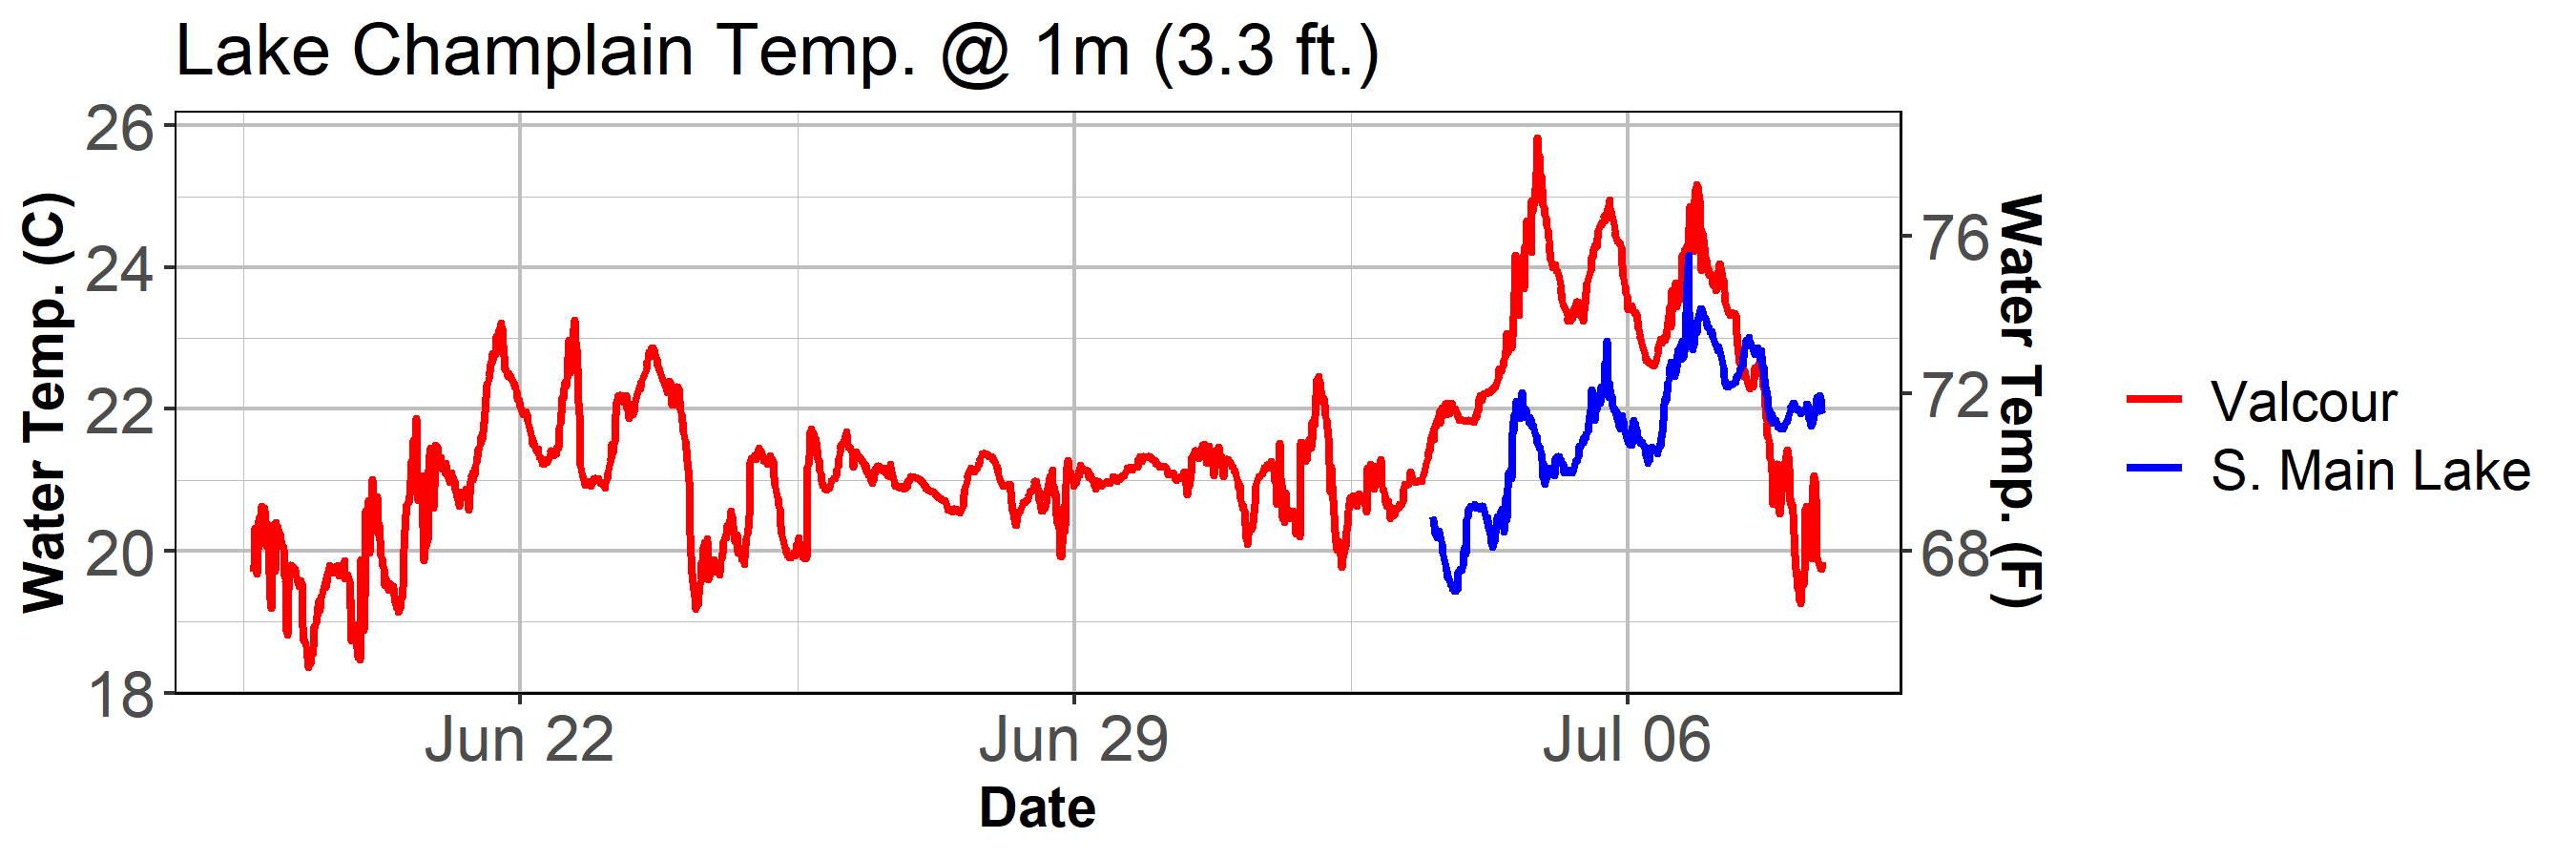 Lake Champlain Temp. @ 1m (3.3 ft.)
Water Temp. (C)
26
24
22
20
18
Jun 22
Jun 29
Jul 06
Date
76
72
68
Water Temp. (F)
Valcour
S. Main Lake